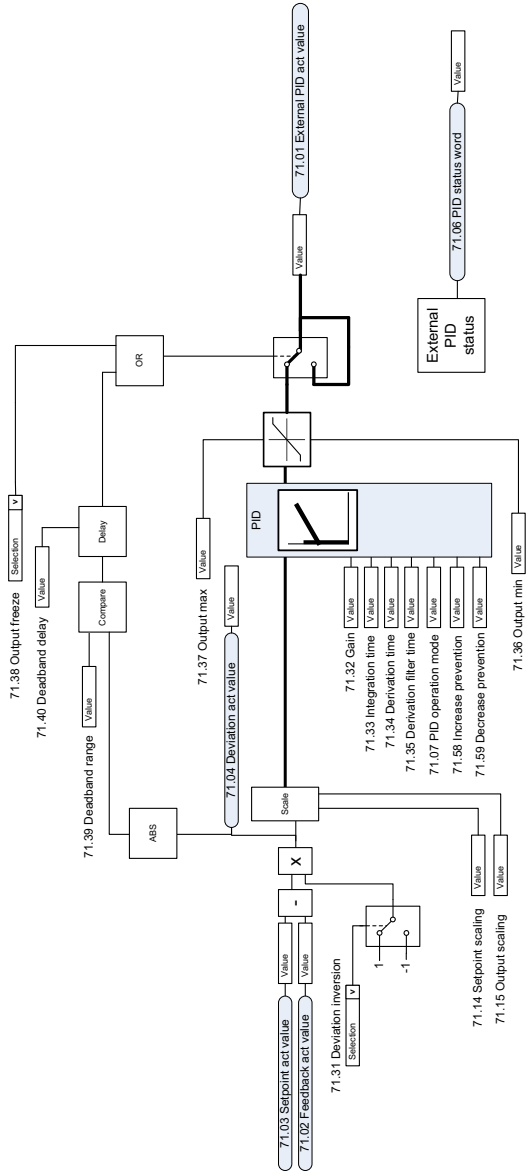 71.38 Output freeze
Selection
v
71.40 Deadband delay
Value
71.39 Deadband range
Value
Compare
Delay
OR
ABS
71.04 Deviation act value
Value
71.37 Output max
Value
71.03 Setpoint act value
Value
71.02 Feedback act value
Value
-
X
Scale
PID
Value
71.01 External PID act value
71.31 Deviation inversion
Selection
v
1
-1
71.14 Setpoint scaling
Value
71.15 Output scaling
Value
71.32 Gain
Value
71.33 Integration time
Value
71.34 Derivation time
Value
71.35 Derivation filter time
Value
71.07 PID operation mode
Value
71.58 Increase prevention
Value
71.59 Decrease prevention
Value
71.36 Output min
Value
External
PID
status
71.06 PID status word
Value